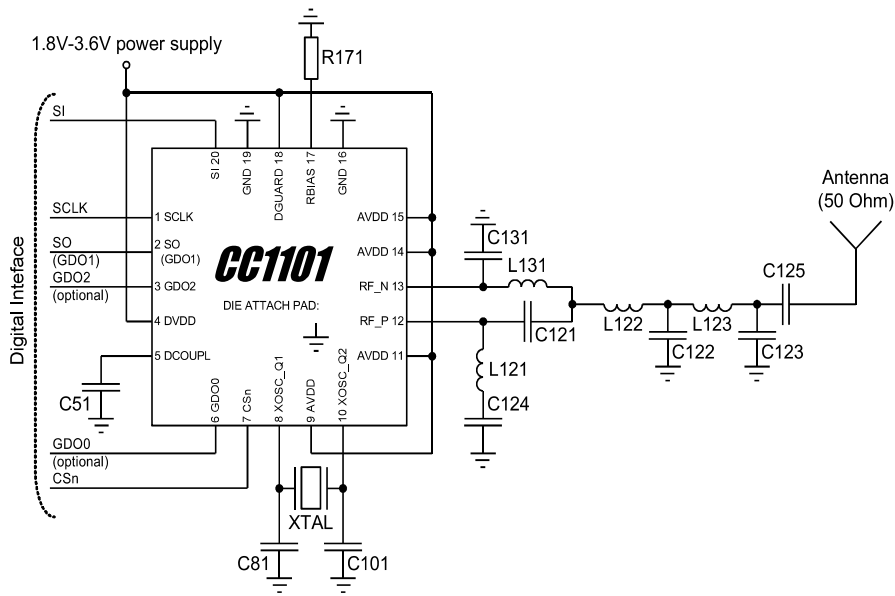 1.8V-3.6V power supply
R171
SI
SI 20
GND 19
DGUARD 18
RBIAS 17
GND 16
Antenna
(50 Ohm)
SCLK
1 SCLK
AVDD 15
SO
(GDO1)
2 SO
(GDO1)
CC1101
AVDD 14
C131
L131
C125
GDO2
(optional)
3 GDO2
DIE ATTACH PAD:
RF_N 13
Digital Inteface
4 DVDD
RF_P 12
C121
L122
L123
C122
C123
5 DCOUPL
AVDD 11
L121
C51
6 GDO0
7 CSn
8 XOSC_Q1
9 AVDD
10 XOSC_Q2
C124
GDO0
(optional)
CSn
XTAL
C81
C101